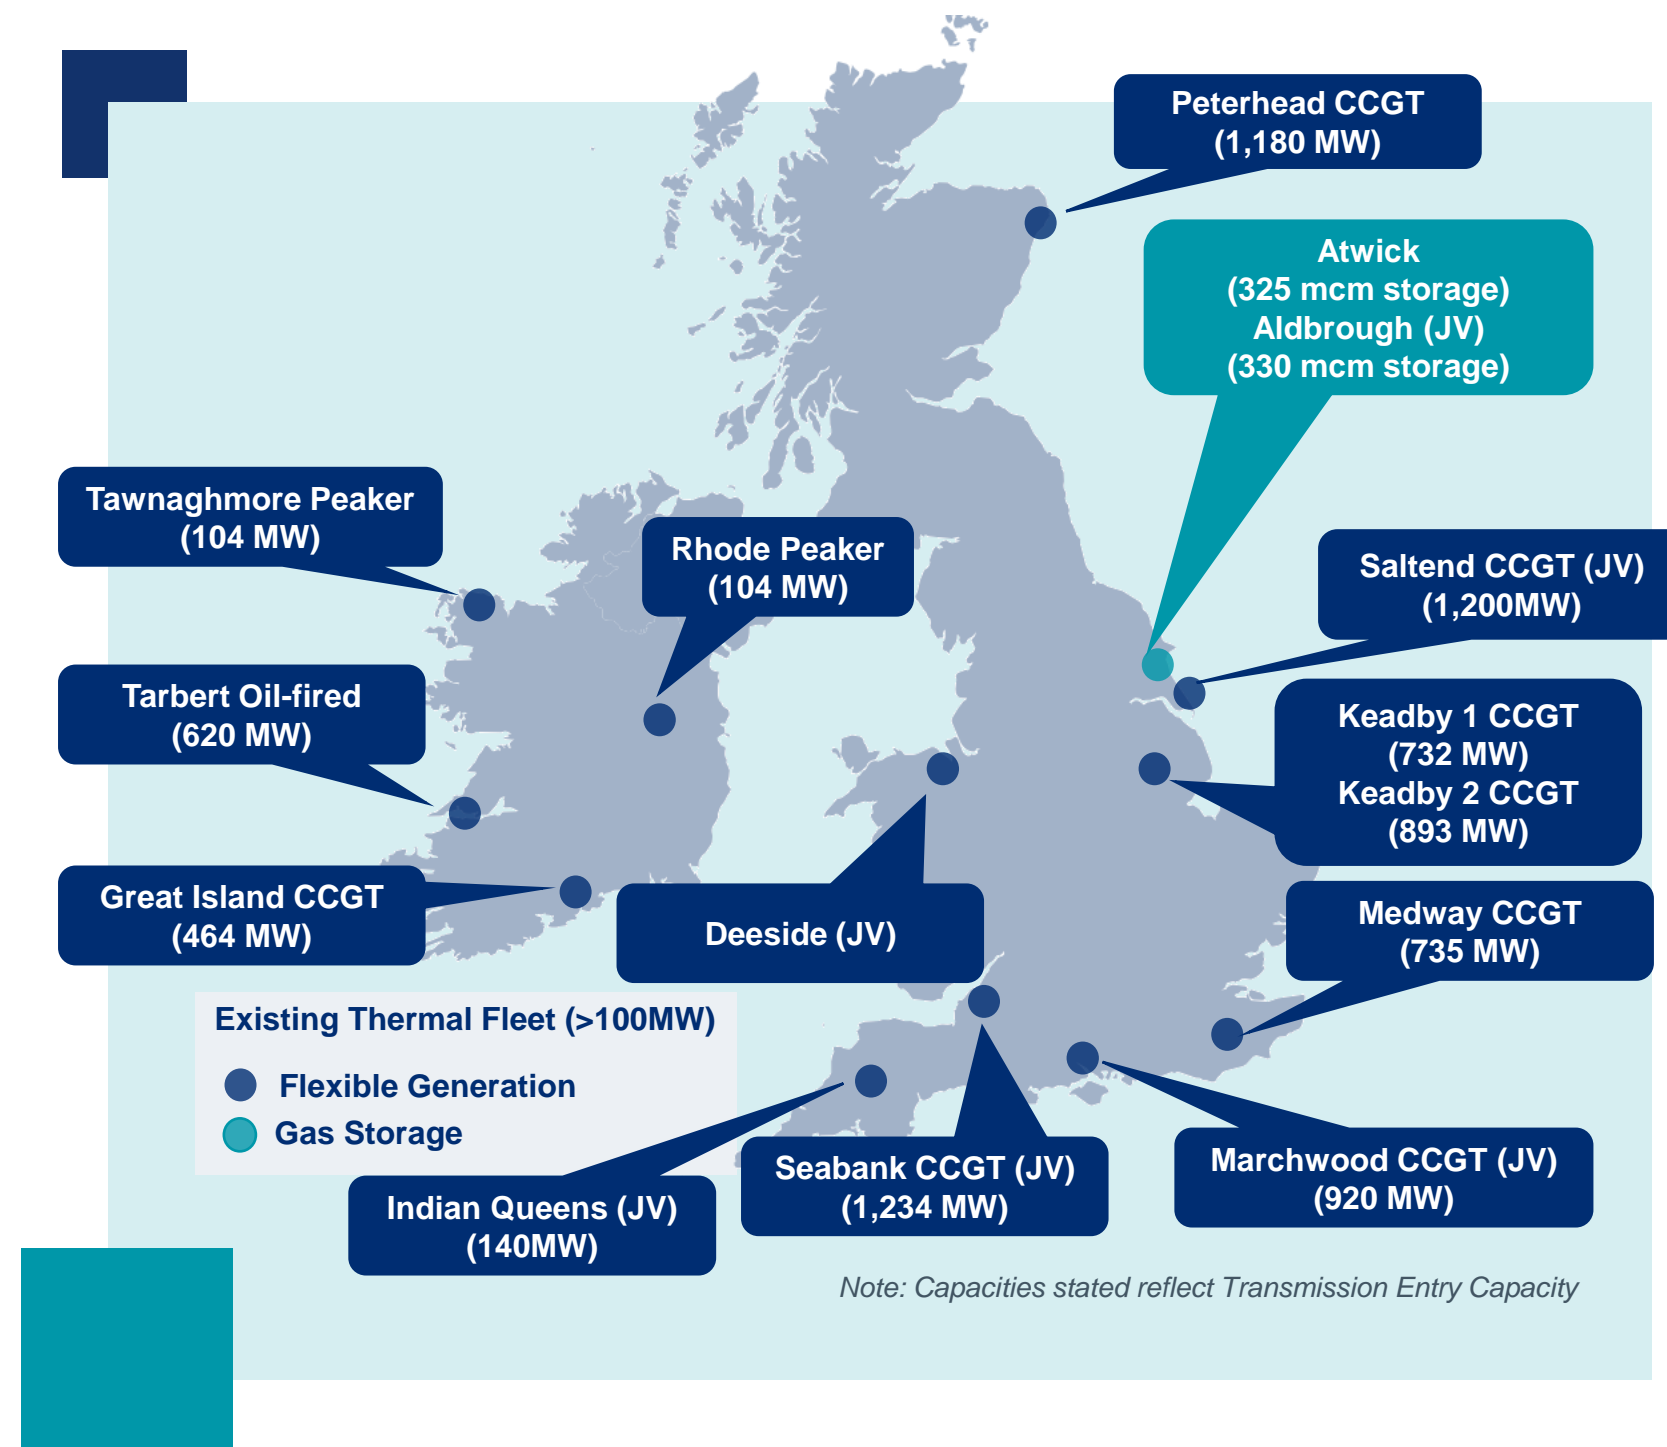 Peterhead CCGT
(1,180 MW)
Atwick
(325 mcm storage)
Aldbrough (JV)
(330 mcm storage)
Tawnaghmore Peaker
(104 MW)
Rhode Peaker
(104 MW)
Saltend CCGT (JV)
(1,200MW)
Tarbert Oil-fired
(620 MW)
Keadby 1 CCGT
(732 MW)
Keadby 2 CCGT
(893 MW)
Great Island CCGT
(464 MW)
Deeside (JV)
Medway CCGT
(735 MW)
Existing Thermal Fleet (>100MW)
Flexible Generation
Gas Storage
Indian Queens (JV)
(140MW)
Seabank CCGT (JV)
(1,234 MW)
Marchwood CCGT (JV)
(920 MW)
Note: Capacities stated reflect Transmission Entry Capacity